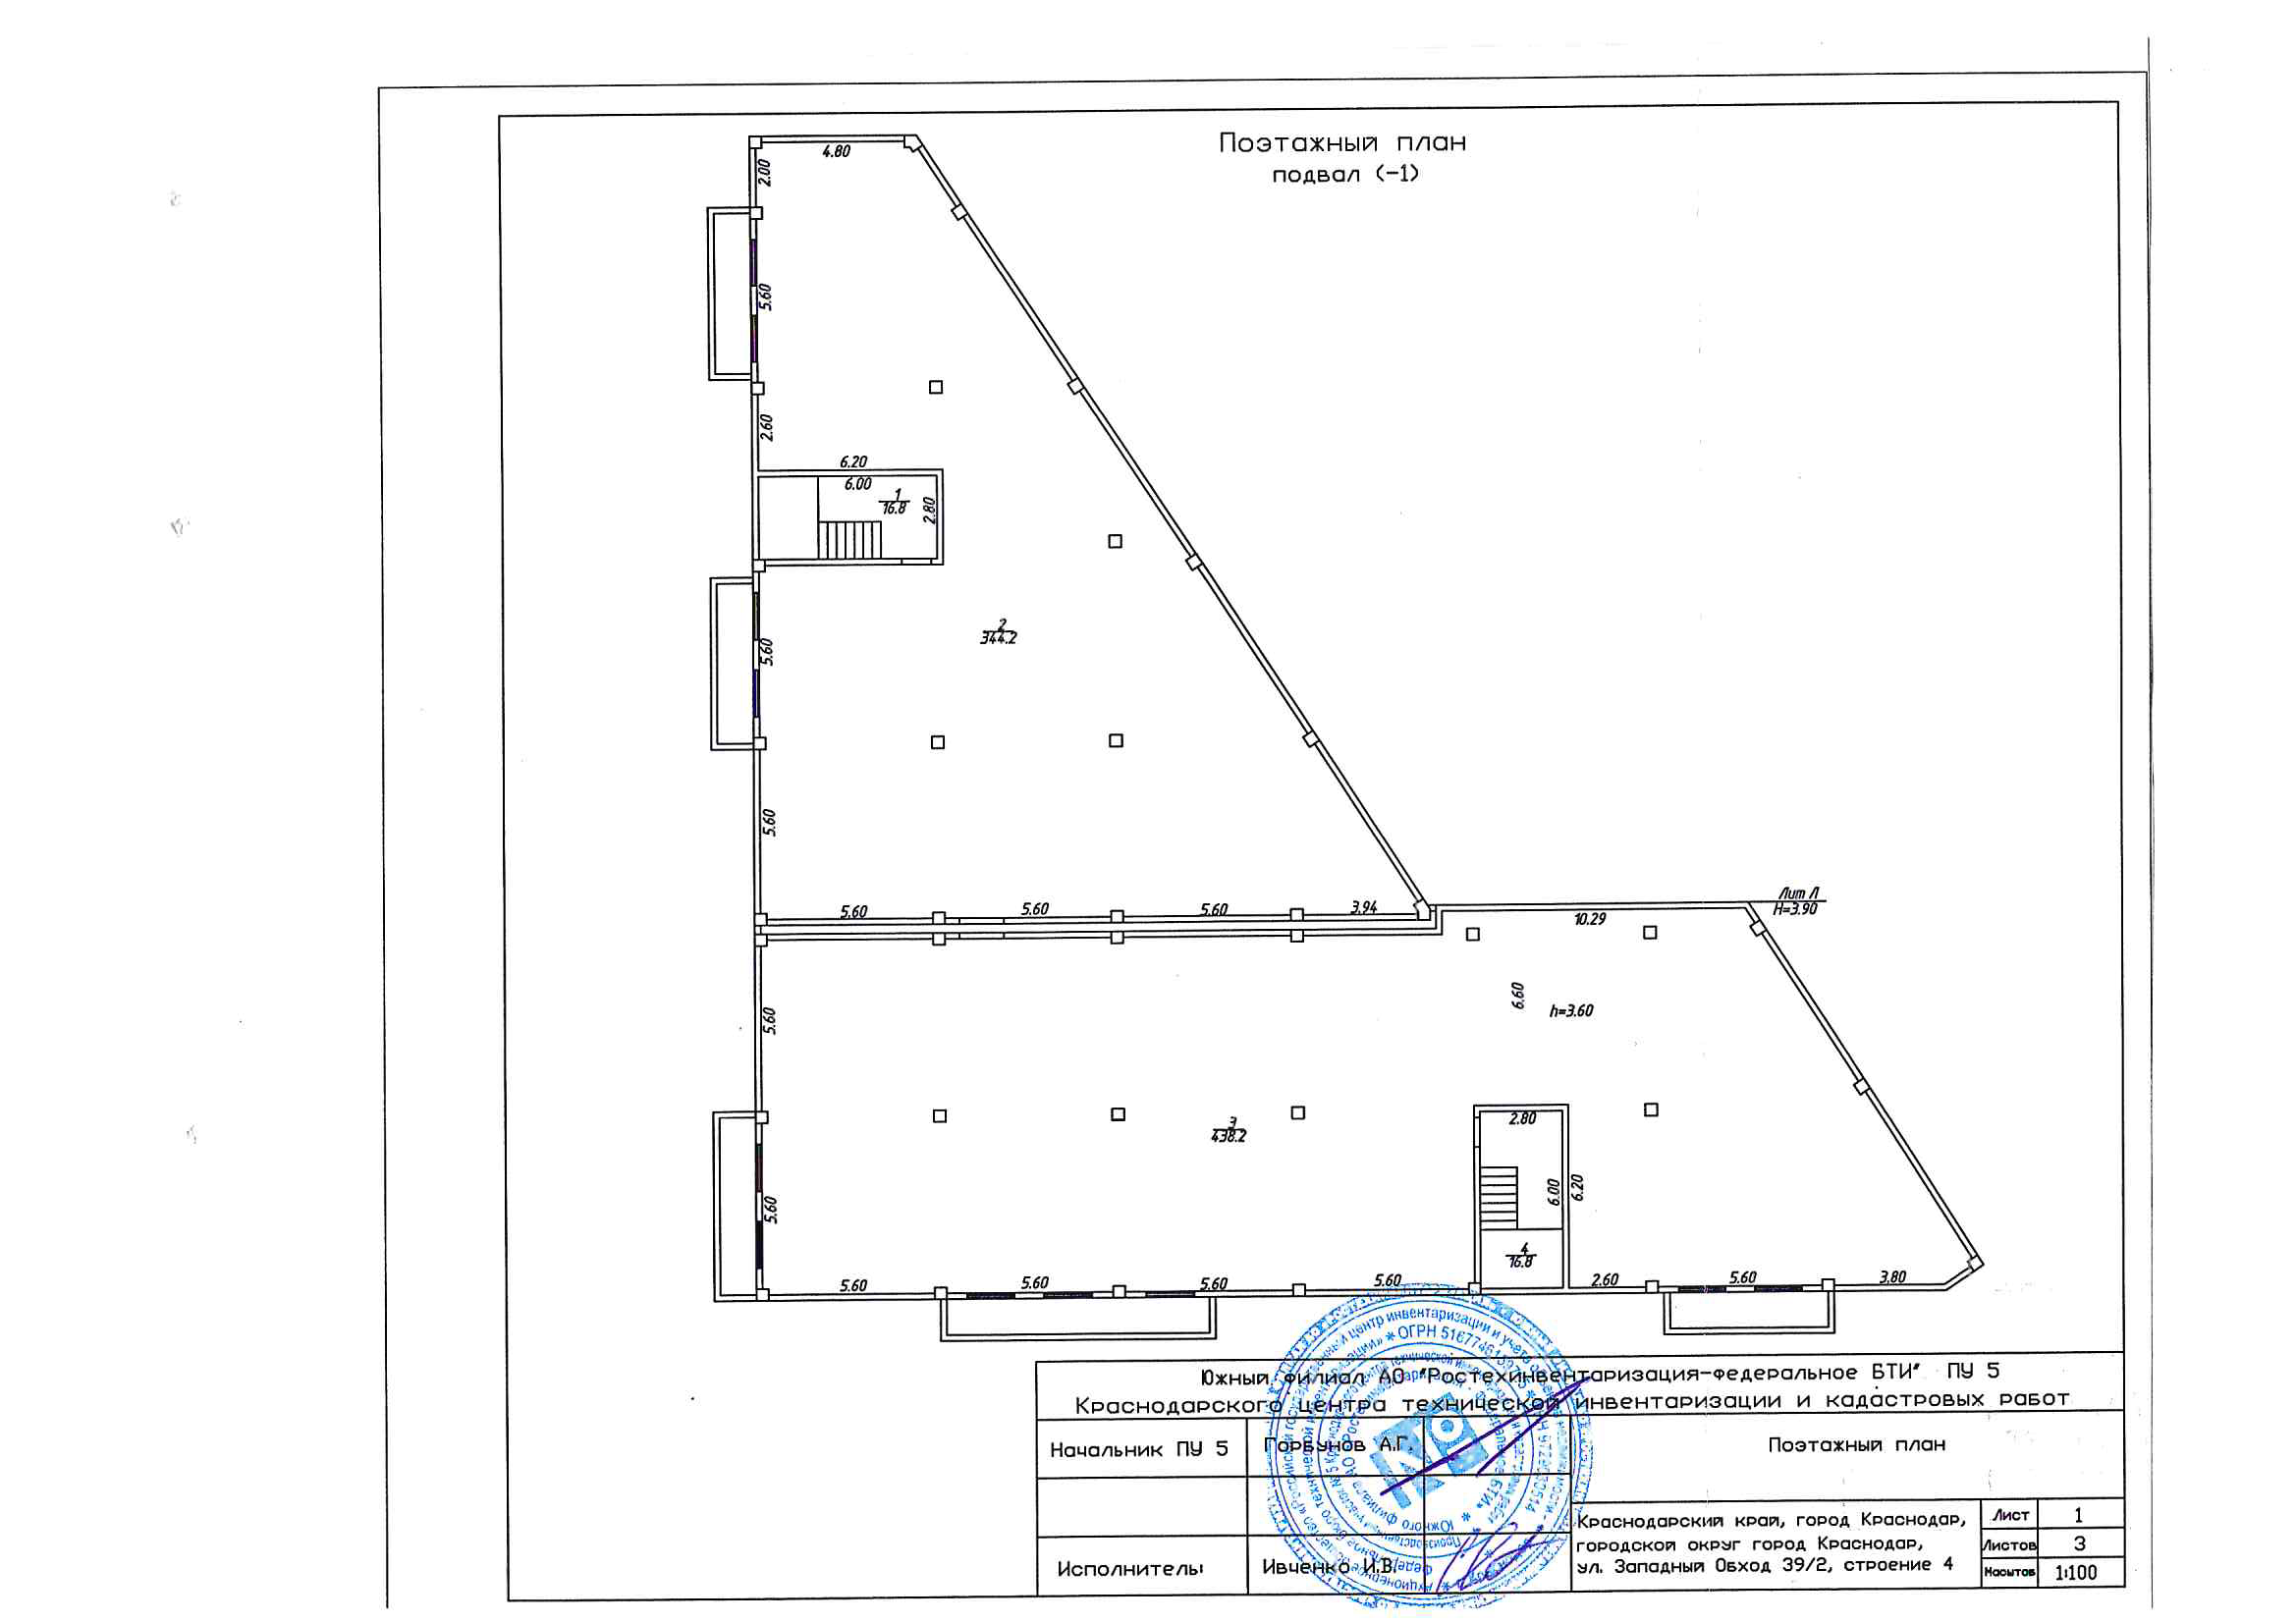 Поэтажный план
подвал (-1)
4.80
2.00
5.60
2.60
6.20
6.00
1
16.8
2.80
2
344.2
5.60
5.60
5.60
5.60
5.60
3.94
Лит Л
H=3.90
10.29
6.60
h=3.60
5.60
3
438.2
2.80
6.00
6.20
5.60
4
16.8
5.60
5.60
5.60
5.60
2.60
5.60
3.80
Южный филиал АО "Ростехинвентаризация-Федеральное БТИ" ПУ 5
Краснодарского центра технической инвентаризации и кадастровых работ
Начальник ПУ 5
Горбунов А.Г.
Поэтажный план
Исполнитель
Ивченко И.В.
Краснодарский край, город Краснодар,
городской округ город Краснодар,
ул. Западный Обход 39/2, строение 4
Лист 1
Листов 3
Масштаб 1:100